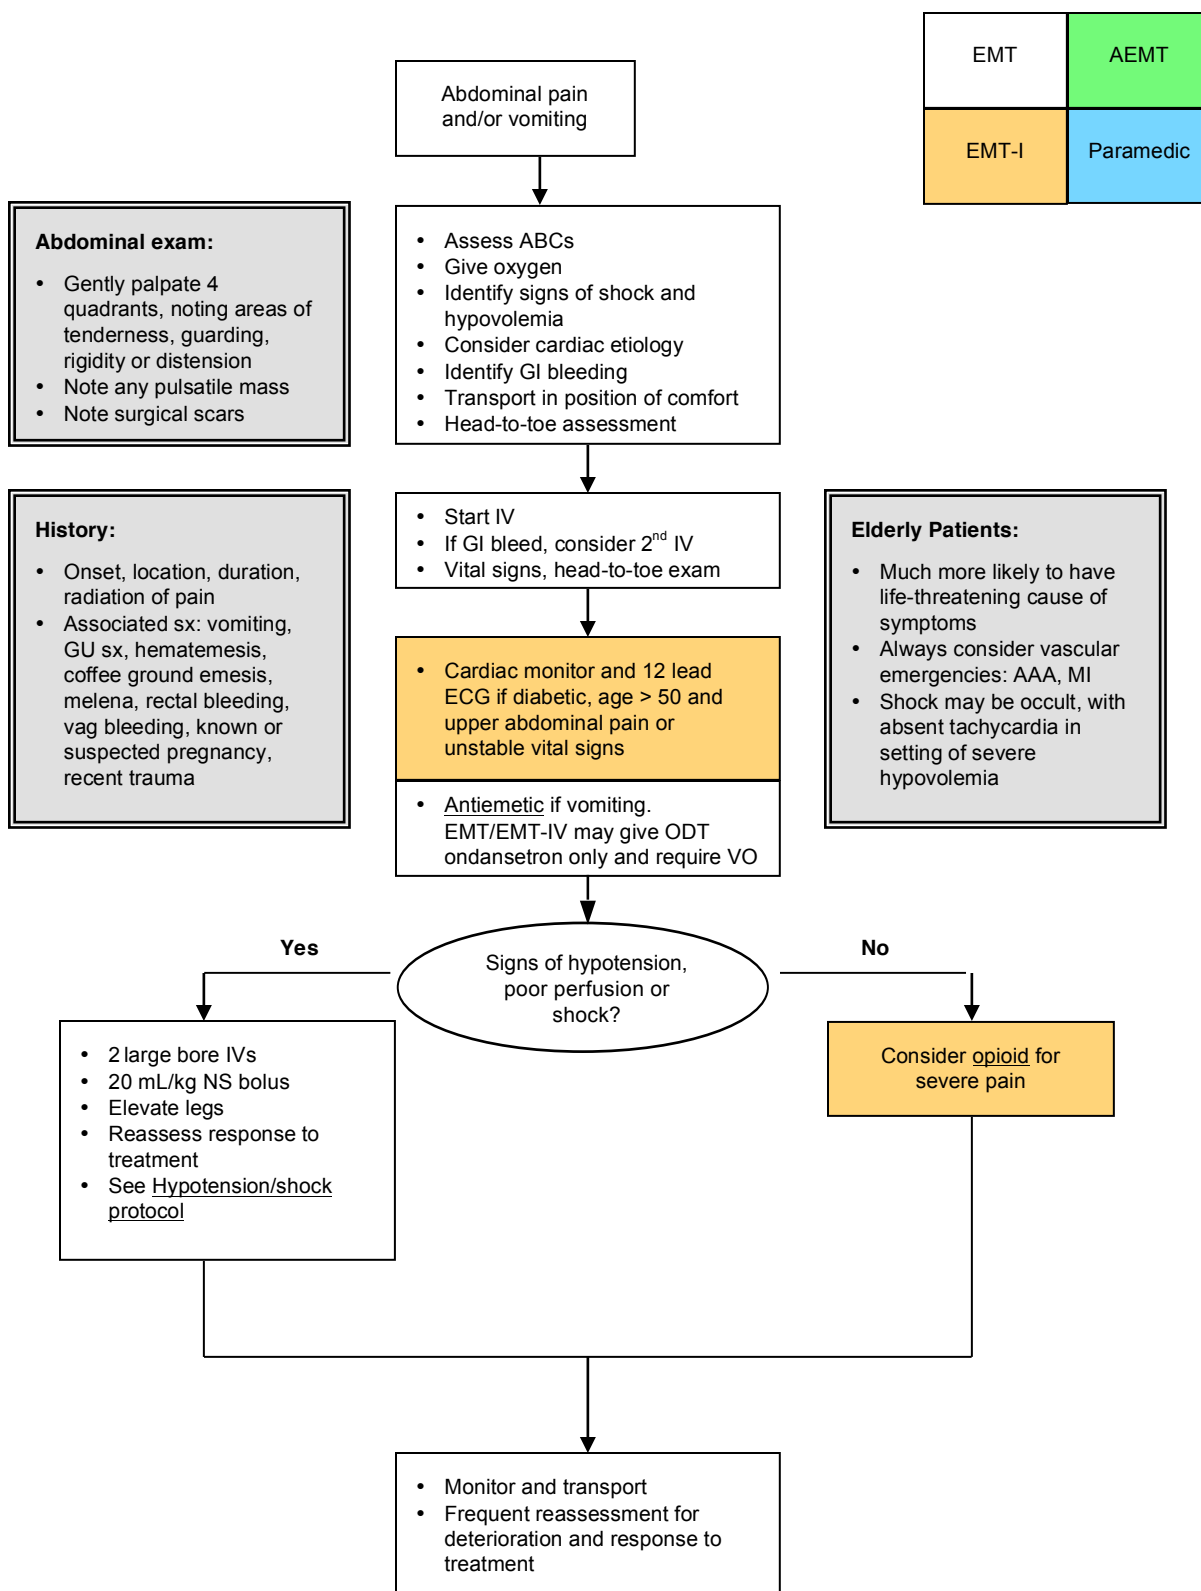 EMT
AEMT
EMT-I
Paramedic
Abdominal pain
and/or vomiting
Abdominal exam:
• Gently palpate 4
quadrants, noting areas of
tenderness, guarding,
rigidity or distension
• Note any pulsatile mass
• Note surgical scars
• Assess ABCs
• Give oxygen
• Identify signs of shock and
hypovolemia
• Consider cardiac etiology
• Identify GI bleeding
• Transport in position of comfort
• Head-to-toe assessment
History:
• Onset, location, duration,
radiation of pain
• Associated sx: vomiting,
GU sx, hematemesis,
coffee ground emesis,
melena, rectal bleeding,
vag bleeding, known or
suspected pregnancy,
recent trauma
• Start IV
• If GI bleed, consider 2nd IV
• Vital signs, head-to-toe exam
Elderly Patients:
• Much more likely to have
life-threatening cause of
symptoms
• Always consider vascular
emergencies: AAA, MI
• Shock may be occult, with
absent tachycardia in
setting of severe
hypovolemia
• Cardiac monitor and 12 lead
ECG if diabetic, age > 50 and
upper abdominal pain or
unstable vital signs
• Antiemetic if vomiting.
EMT/EMT-IV may give ODT
ondansetron only and require VO
Signs of hypotension,
poor perfusion or
shock?
Yes
No
• 2 large bore IVs
• 20 mL/kg NS bolus
• Elevate legs
• Reassess response to
treatment
• See Hypotension/shock
protocol
Consider opioid for
severe pain
• Monitor and transport
• Frequent reassessment for
deterioration and response to
treatment